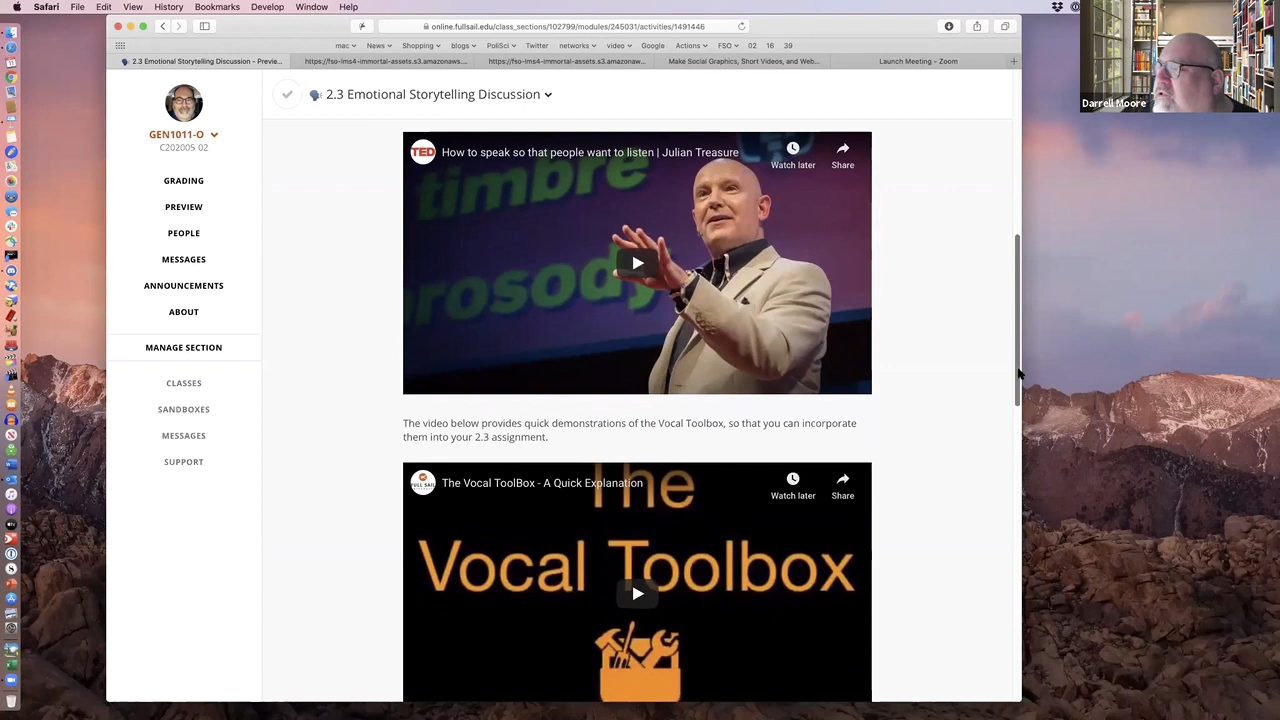 Safari File Edit View History Bookmarks Develop Window Help
online.fullsail.edu/class_sections/102799/modules/245031/activities/1491446
mac News Shopping blogs PoliSci Twitter networks video Google Actions FSO 02 16 39
2.3 Emotional Storytelling Discussion - Previe...
https://fso-lms4-immortal-assets.s3.amazonaws....
https://fso-lms4-immortal-assets.s3.amazonaw...
Make Social Graphics, Short Videos, and Web...
Launch Meeting - Zoom
Darrell Moore
GEN1011-O
C202005 02
GRADING
PREVIEW
PEOPLE
MESSAGES
ANNOUNCEMENTS
ABOUT
MANAGE SECTION
CLASSES
SANDBOXES
MESSAGES
SUPPORT
2.3 Emotional Storytelling Discussion
TED
How to speak so that people want to listen | Julian Treasure
Watch later
Share
timbre
prosody
The video below provides quick demonstrations of the Vocal Toolbox, so that you can incorporate
them into your 2.3 assignment.
FULL SAIL
The Vocal ToolBox - A Quick Explanation
Watch later
Share
The
Vocal Toolbox